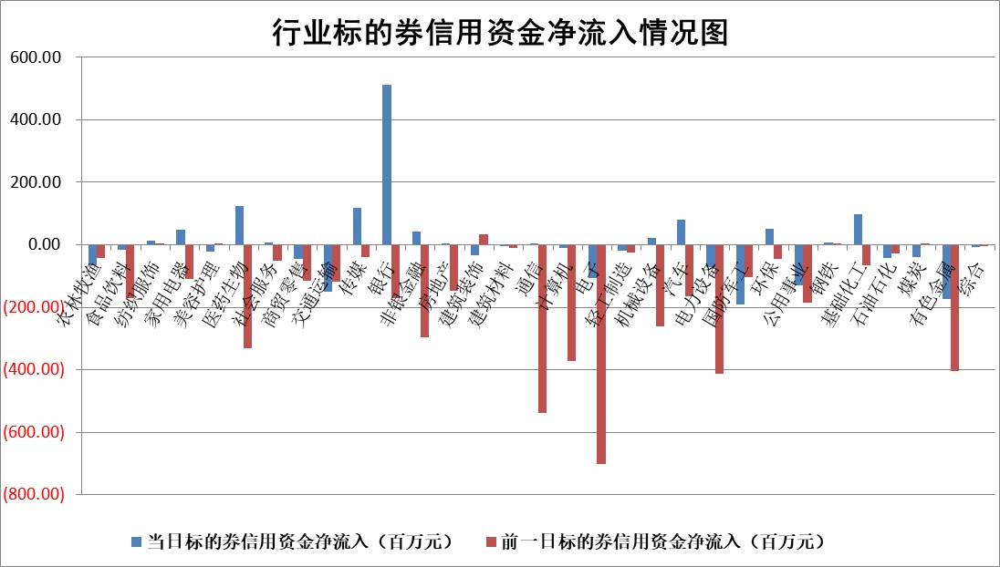 行业标的券信用资金净流入情况图
600.00
400.00
200.00
0.00
(200.00)
(400.00)
(600.00)
(800.00)
农林牧渔
食品饮料
纺织服饰
家用电器
美容护理
医药生物
社会服务
商贸零售
交通运输
传媒
银行
非银金融
房地产
建筑装饰
建筑材料
通信
计算机
电子
轻工制造
机械设备
汽车
电力设备
国防军工
环保
公用事业
钢铁
基础化工
石油石化
煤炭
有色金属
综合
当日标的券信用资金净流入（百万元）
前一日标的券信用资金净流入（百万元）